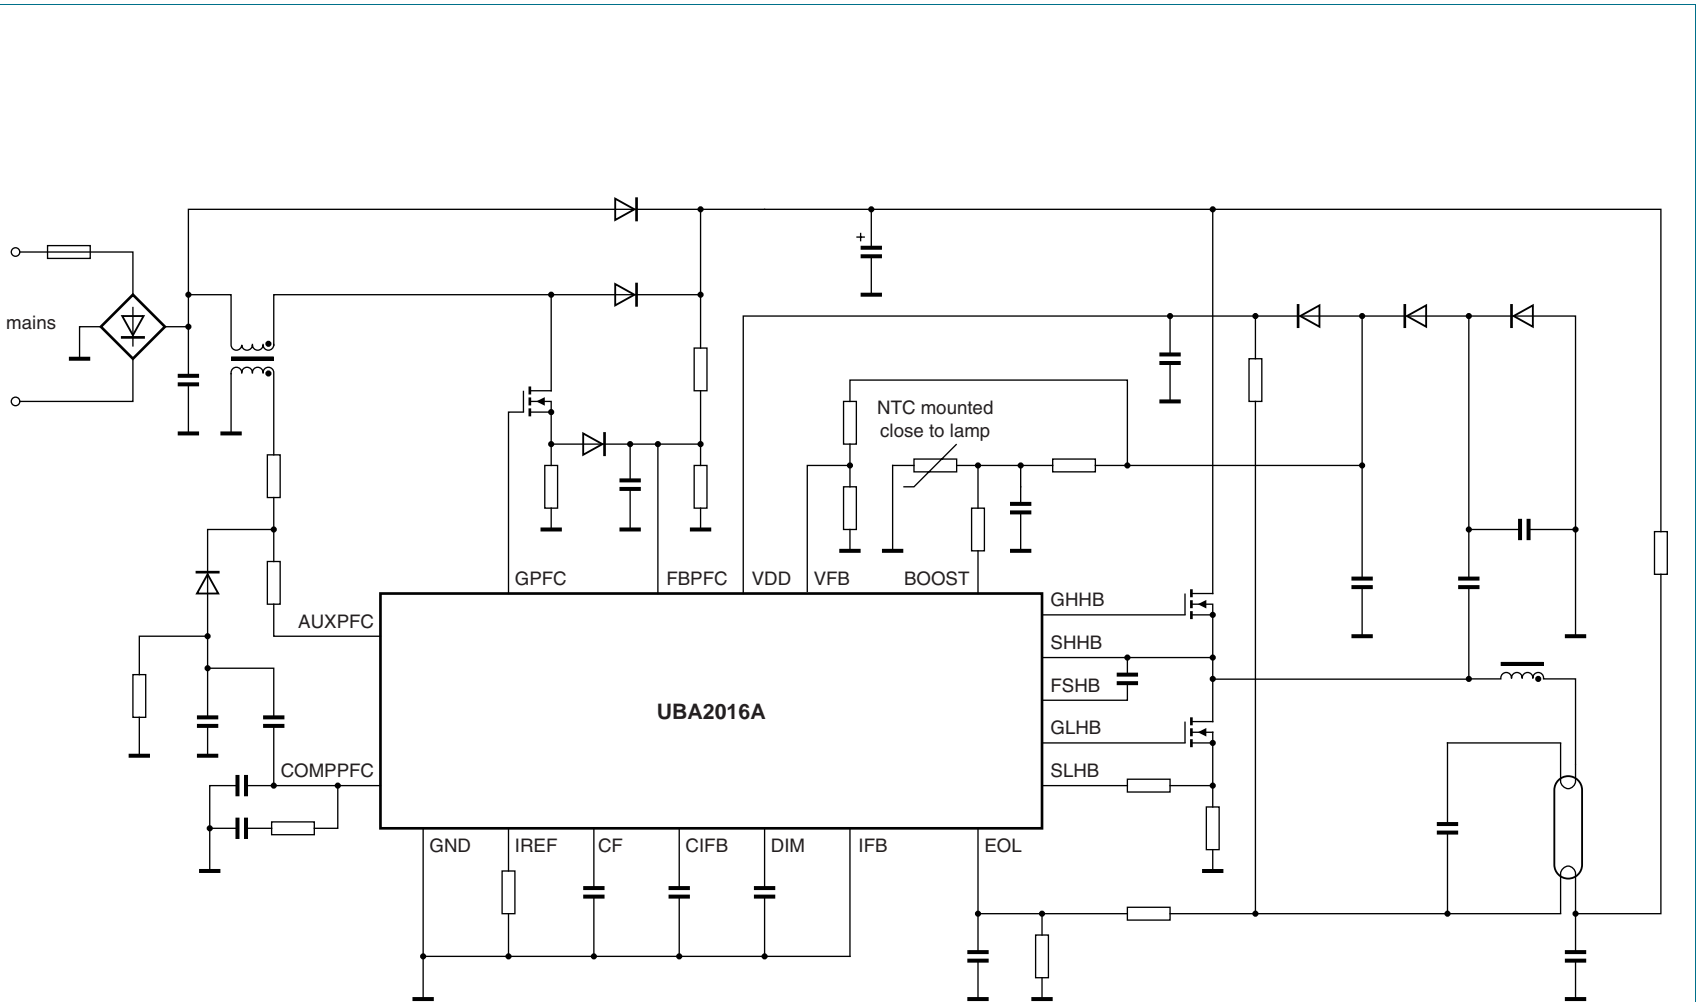 mains
NTC mounted
close to lamp
GPFC
FBPFC
VDD
VFB
BOOST
AUXPFC
GHHB
SHHB
FSHB
UBA2016A
GLHB
COMPPFC
SLHB
GND
IREF
CF
CIFB
DIM
IFB
EOL
+